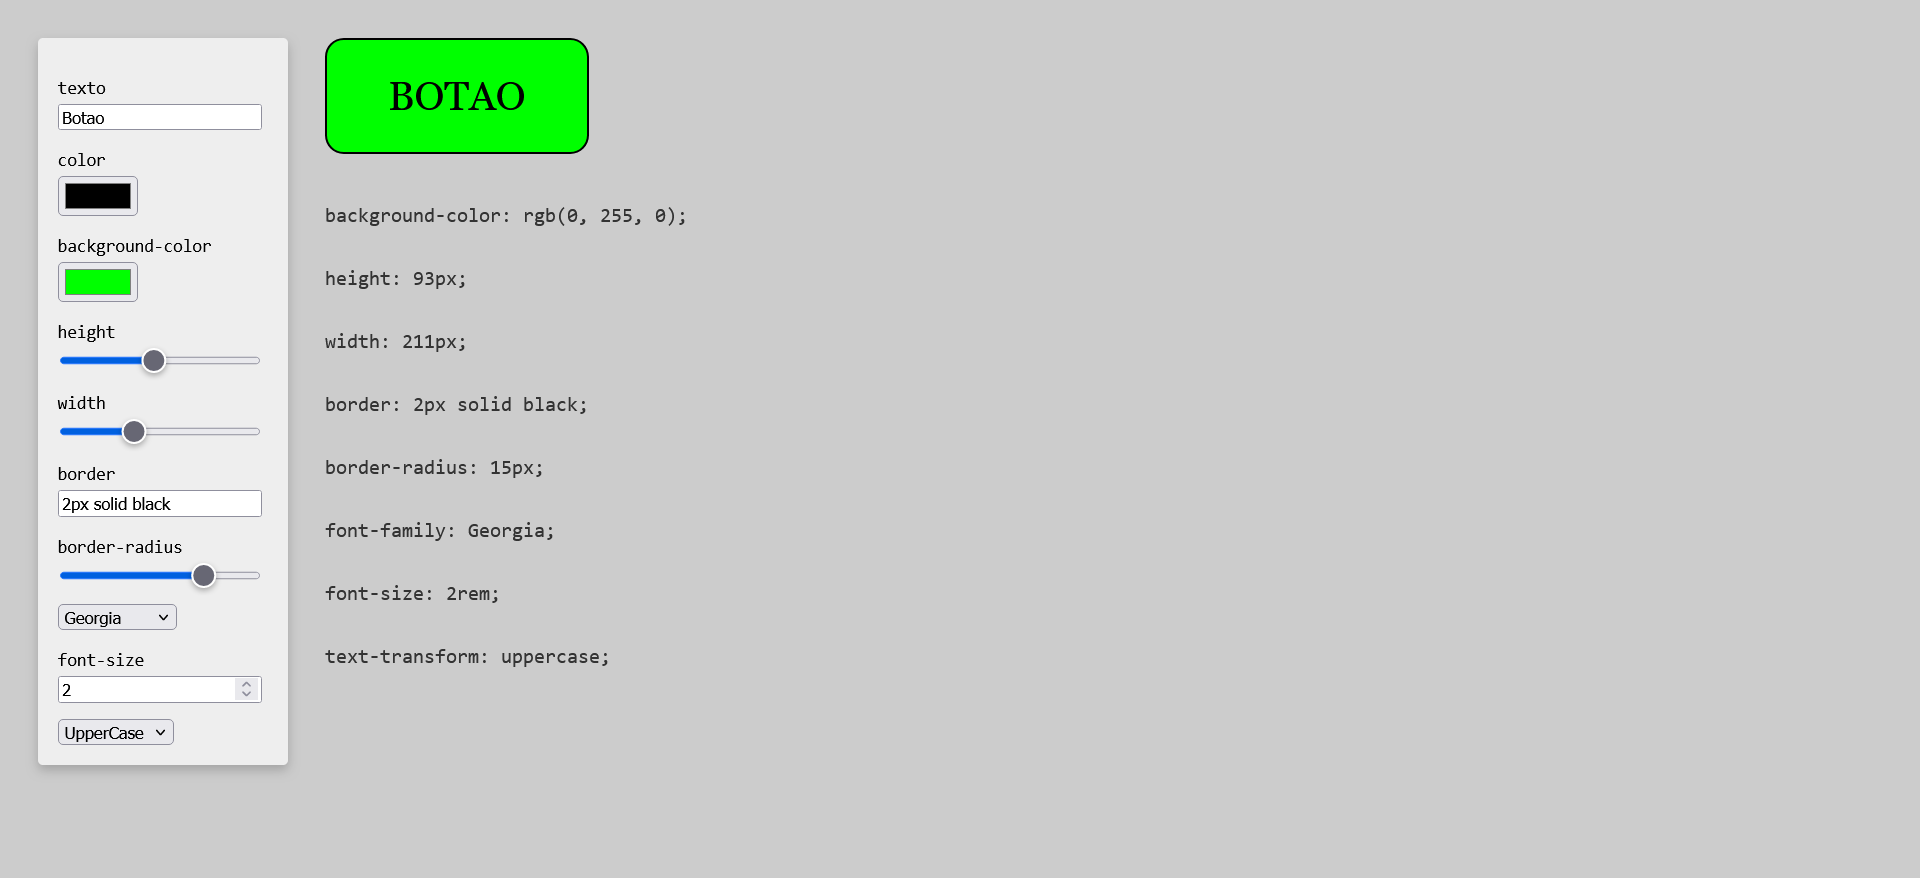 texto
Botao
color
background-color
height
width
border
2px solid black
border-radius
Georgia
font-size
2
UpperCase
BOTAO
background-color: rgb(0, 255, 0);
height: 93px;
width: 211px;
border: 2px solid black;
border-radius: 15px;
font-family: Georgia;
font-size: 2rem;
text-transform: uppercase;